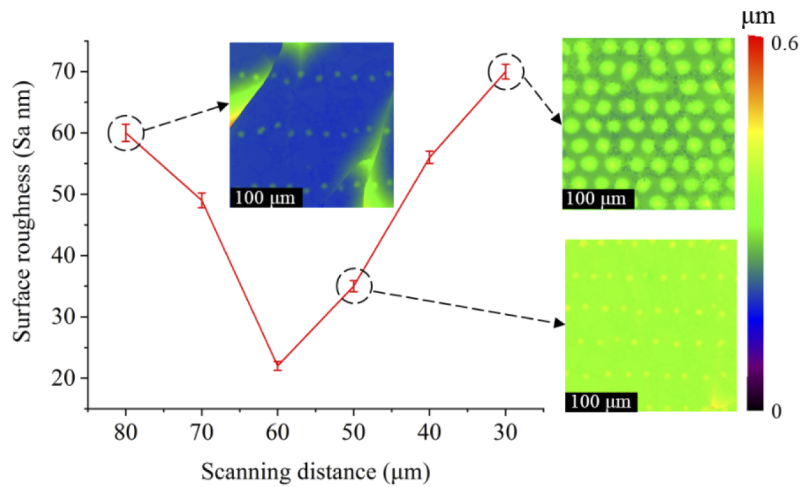 μm
0.6
0
Surface roughness (Sa nm)
70
60
50
40
30
20
80 70 60 50 40 30
Scanning distance (μm)
100 μm
100 μm
100 μm